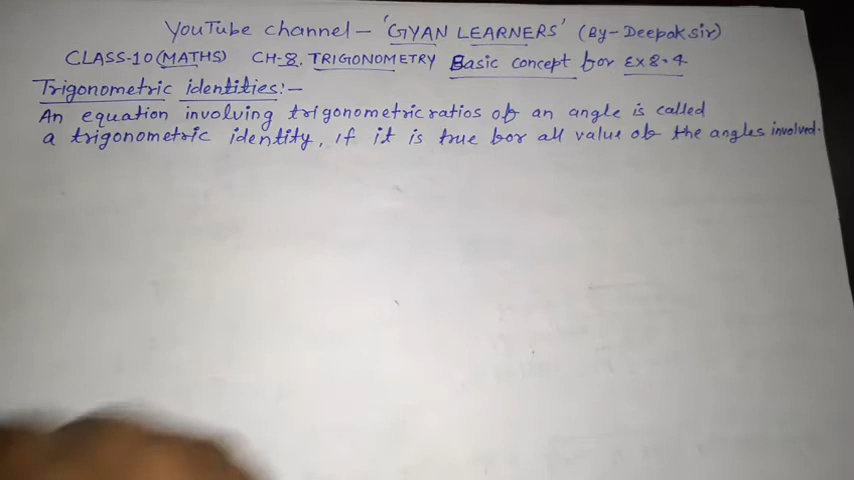 YouTube channel - 'GYAN LEARNERS' (By-Deepak sir)
CLASS-10 (MATHS) CH-8. TRIGONOMETRY Basic concept for Ex 8.4
Trigonometric identities:-
An equation involving trigonometric ratios of an angle is called
a trigonometric identity, if it is true for all value of the angles involved.